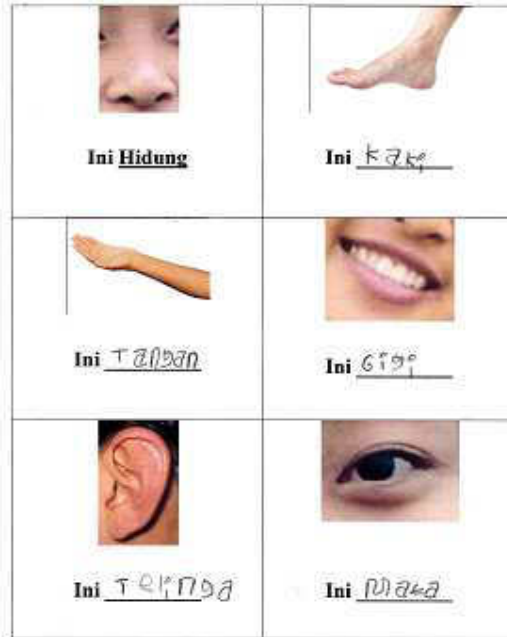 Ini Hidung
Ini Kaki
Ini Tangan
Ini Gigi
Ini Telinga
Ini Mata